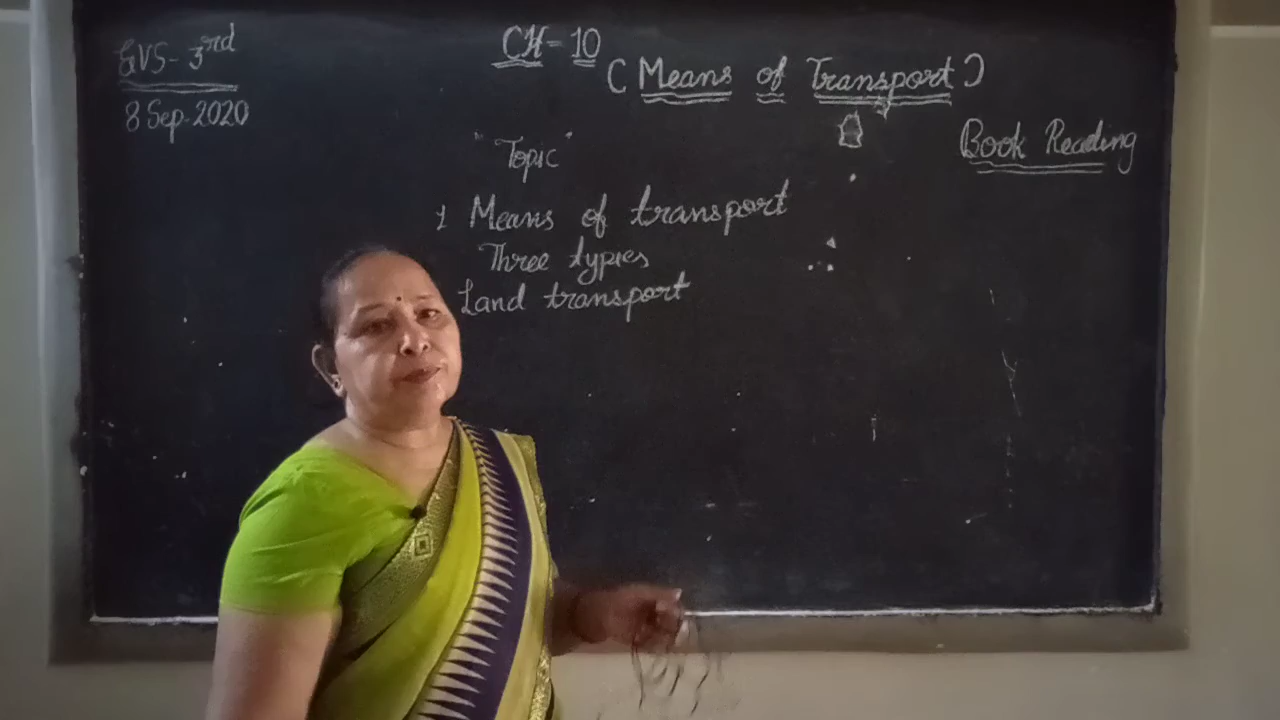 EVS- 3rd
8 Sep-2020
CH-10
( Means of Transport )
Book Reading
"Topic"
1 Means of transport
Three types
Land transport